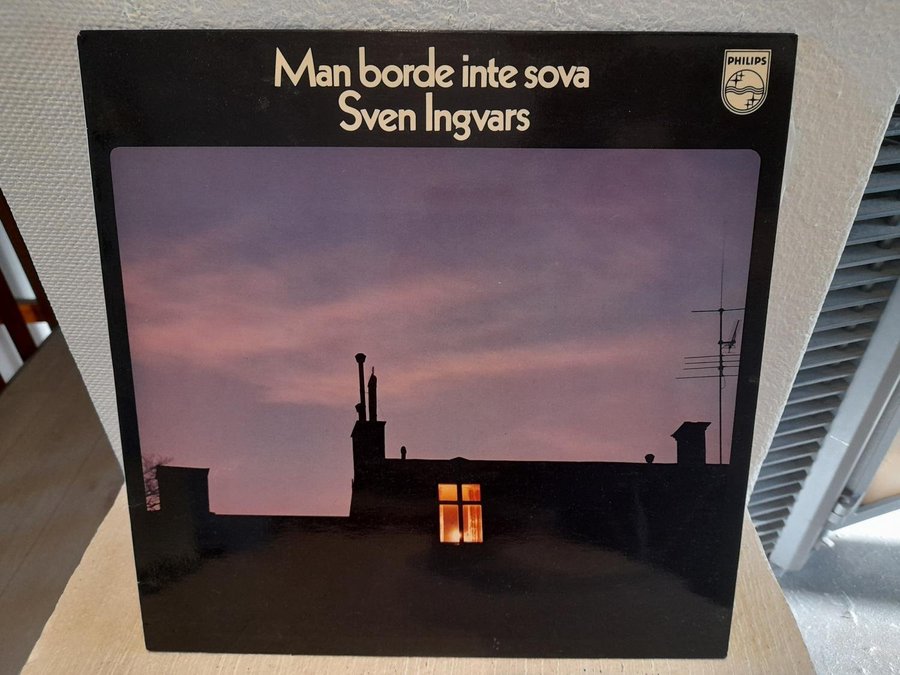 Man borde inte sova
Sven Ingvars
PHILIPS